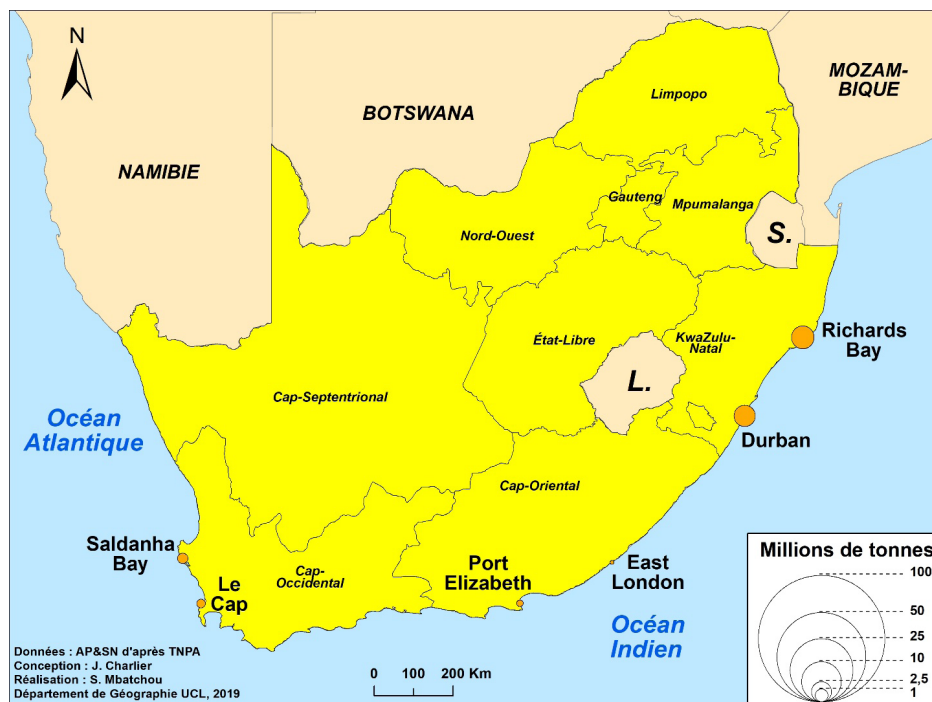 N
MOZAM-
BIQUE
Limpopo
BOTSWANA
NAMIBIE
Gauteng
Mpumalanga
S.
Nord-Ouest
Richards
Bay
État-Libre
KwaZulu-
Natal
L.
Cap-Septentrional
Océan
Atlantique
Durban
Cap-Oriental
Saldanha
Bay
Le
Cap
Cap-
Occidental
Port
Elizabeth
East
London
Océan
Indien
Millions de tonnes
100
50
25
10
2,5
1
Données : AP&SN d'après TNPA
Conception : J. Charlier
Réalisation : S. Mbatchou
Département de Géographie UCL, 2019
0 100 200 Km